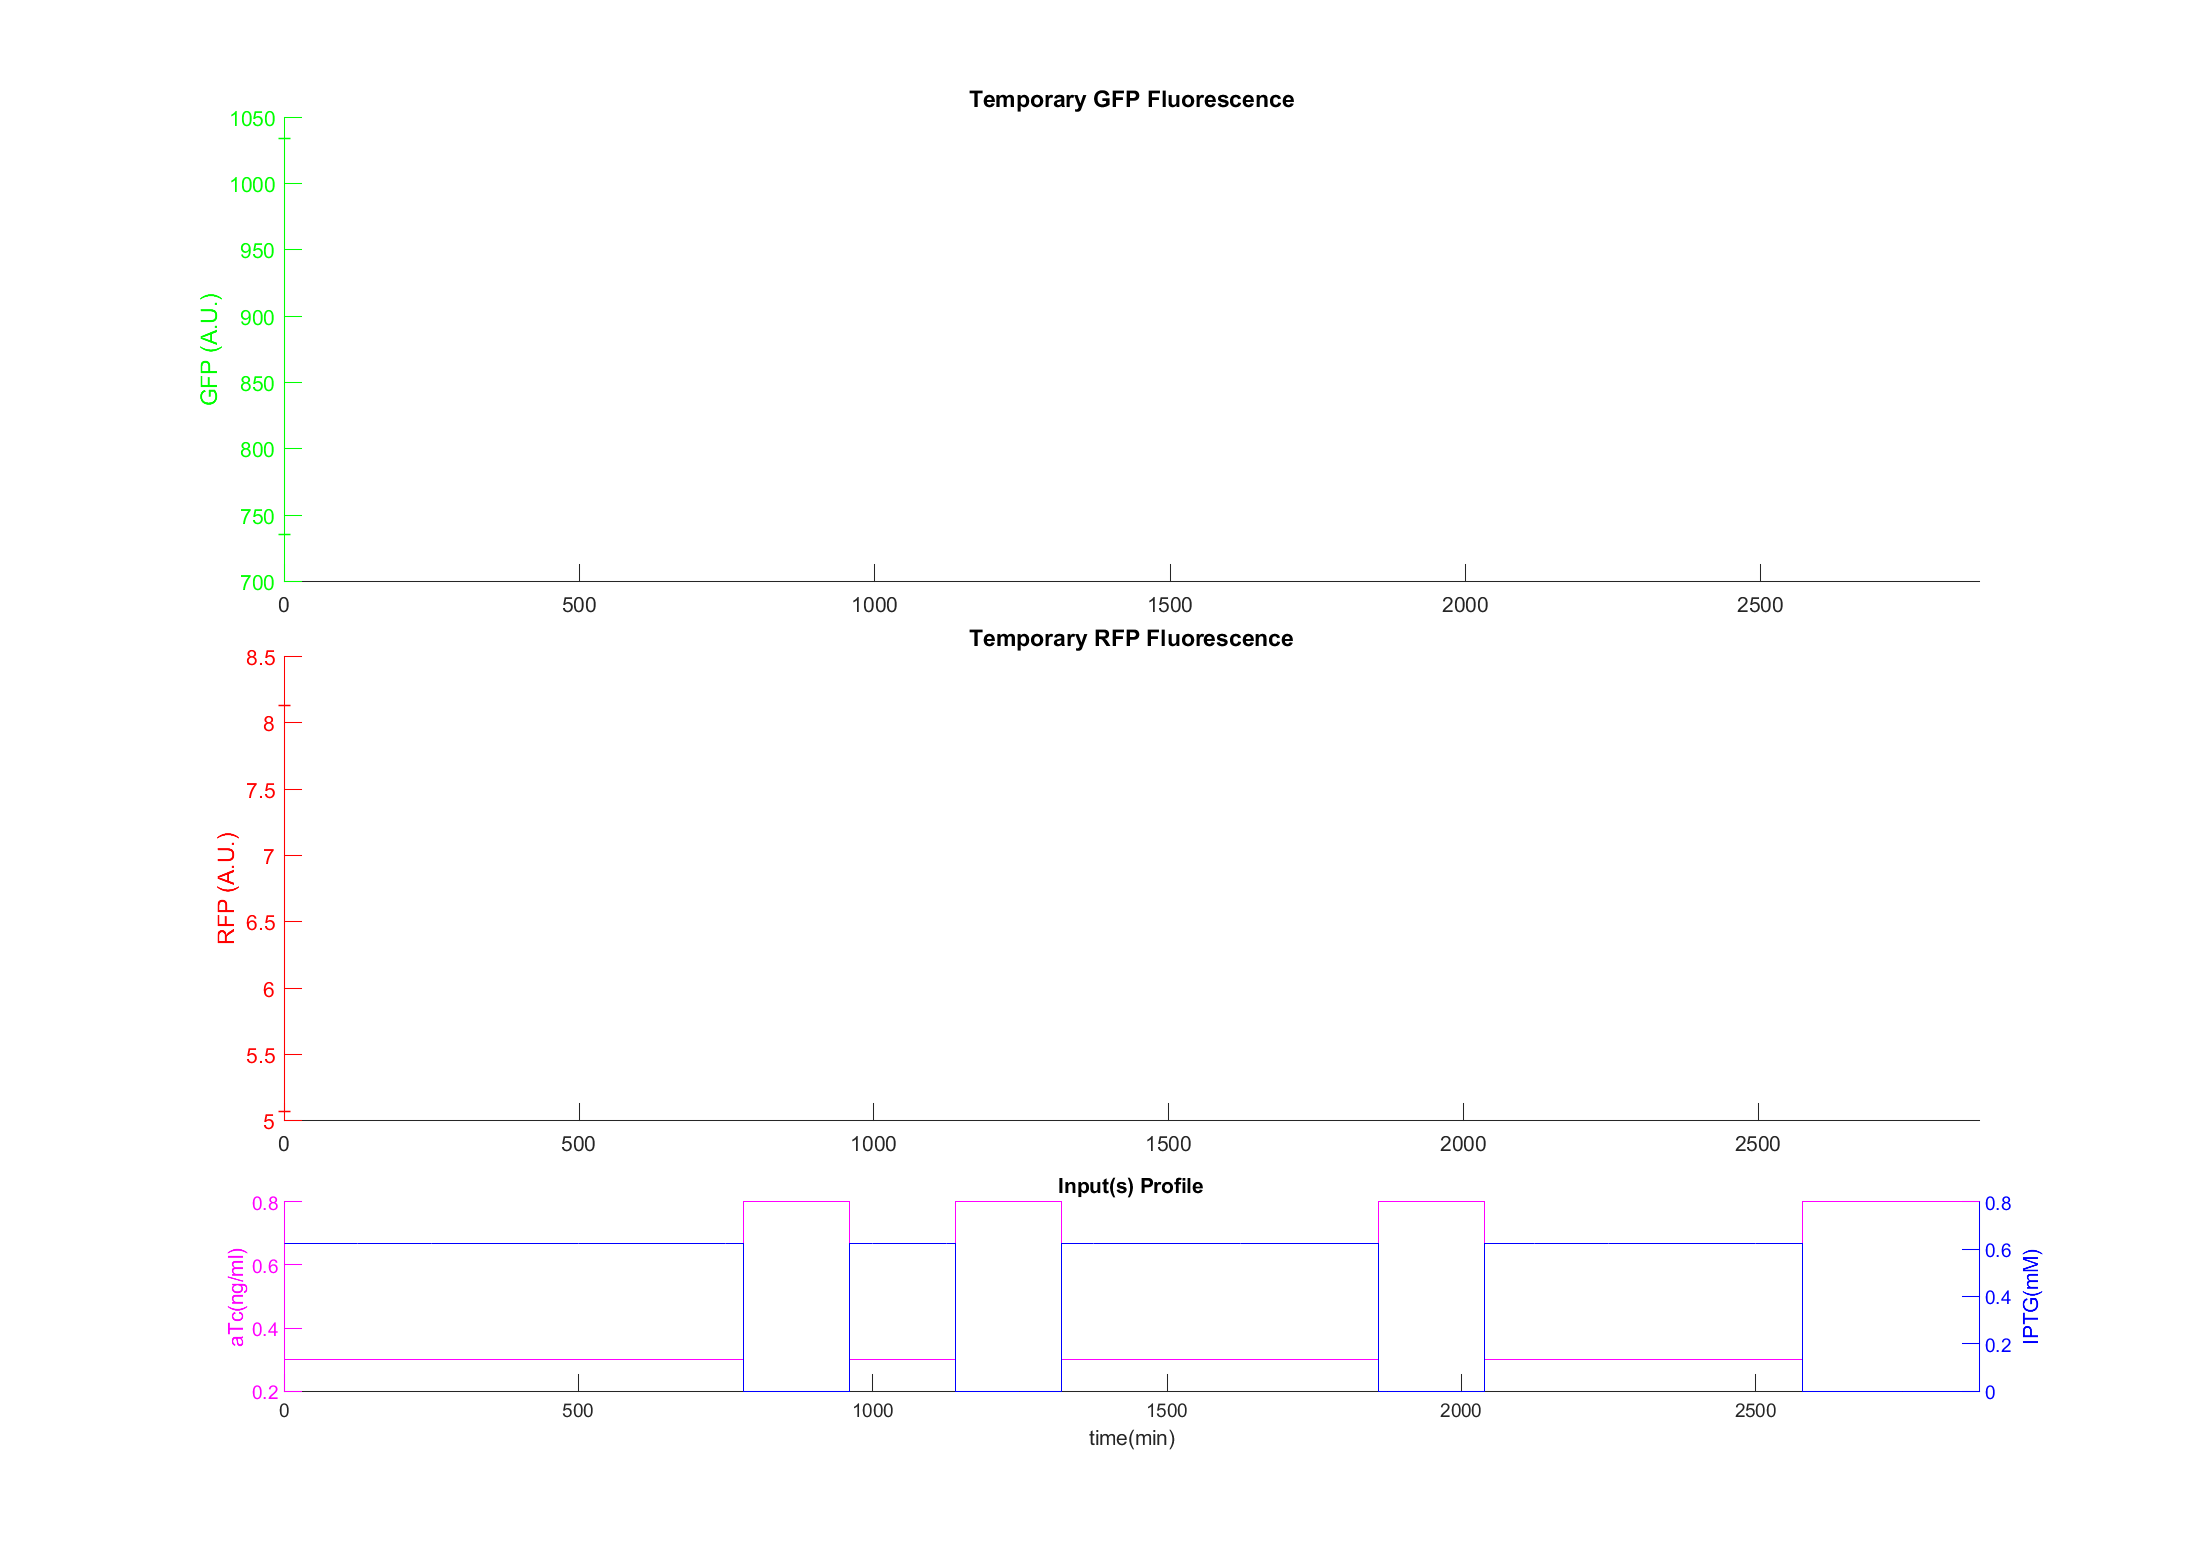 Temporary GFP Fluorescence
1050
1000
950
900
850
800
750
700
GFP (A.U.)
0 500 1000 1500 2000 2500
Temporary RFP Fluorescence
8.5
8
7.5
7
6.5
6
5.5
5
RFP (A.U.)
0 500 1000 1500 2000 2500
Input(s) Profile
0.8
0.6
0.4
0.2
aTc(ng/ml)
0.8
0.6
0.4
0.2
0
IPTG(mM)
0 500 1000 1500 2000 2500
time(min)